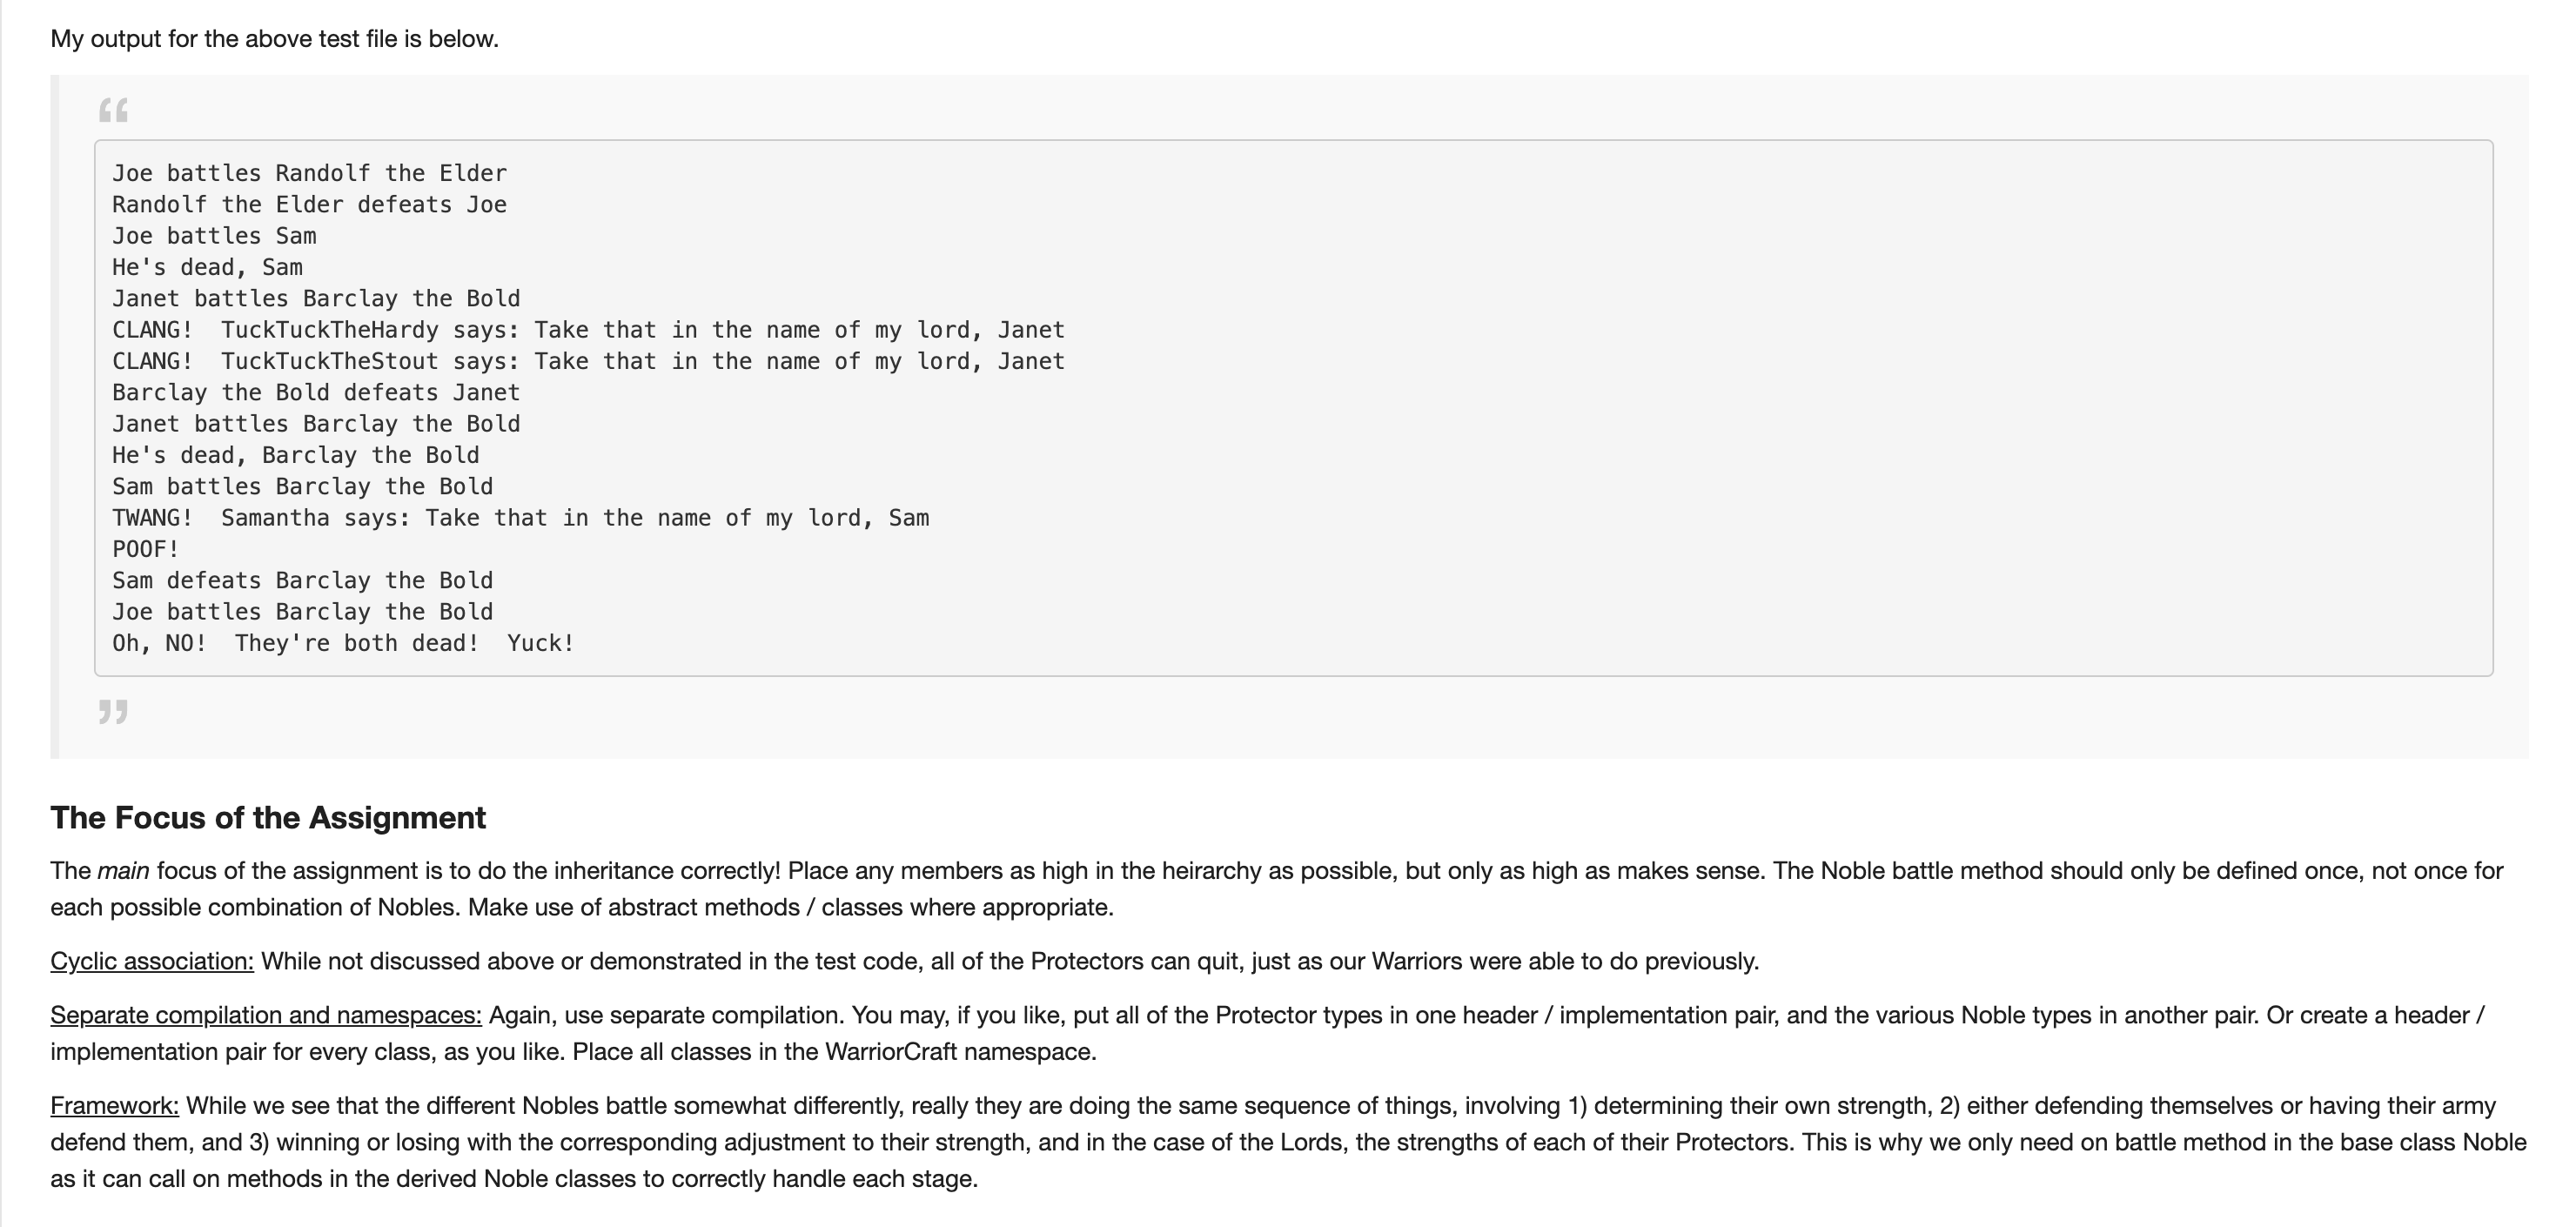 My output for the above test file is below.
“
Joe battles Randolf the Elder
Randolf the Elder defeats Joe
Joe battles Sam
He's dead, Sam
Janet battles Barclay the Bold
CLANG!  TuckTuckTheHardy says: Take that in the name of my lord, Janet
CLANG!  TuckTuckTheStout says: Take that in the name of my lord, Janet
Barclay the Bold defeats Janet
Janet battles Barclay the Bold
He's dead, Barclay the Bold
Sam battles Barclay the Bold
TWANG!  Samantha says: Take that in the name of my lord, Sam
POOF!
Sam defeats Barclay the Bold
Joe battles Barclay the Bold
Oh, NO!  They're both dead!  Yuck!
”
The Focus of the Assignment
The main focus of the assignment is to do the inheritance correctly! Place any members as high in the heirarchy as possible, but only as high as makes sense. The Noble battle method should only be defined once, not once for
each possible combination of Nobles. Make use of abstract methods / classes where appropriate.
Cyclic association: While not discussed above or demonstrated in the test code, all of the Protectors can quit, just as our Warriors were able to do previously.
Separate compilation and namespaces: Again, use separate compilation. You may, if you like, put all of the Protector types in one header / implementation pair, and the various Noble types in another pair. Or create a header /
implementation pair for every class, as you like. Place all classes in the WarriorCraft namespace.
Framework: While we see that the different Nobles battle somewhat differently, really they are doing the same sequence of things, involving 1) determining their own strength, 2) either defending themselves or having their army
defend them, and 3) winning or losing with the corresponding adjustment to their strength, and in the case of the Lords, the strengths of each of their Protectors. This is why we only need on battle method in the base class Noble
as it can call on methods in the derived Noble classes to correctly handle each stage.